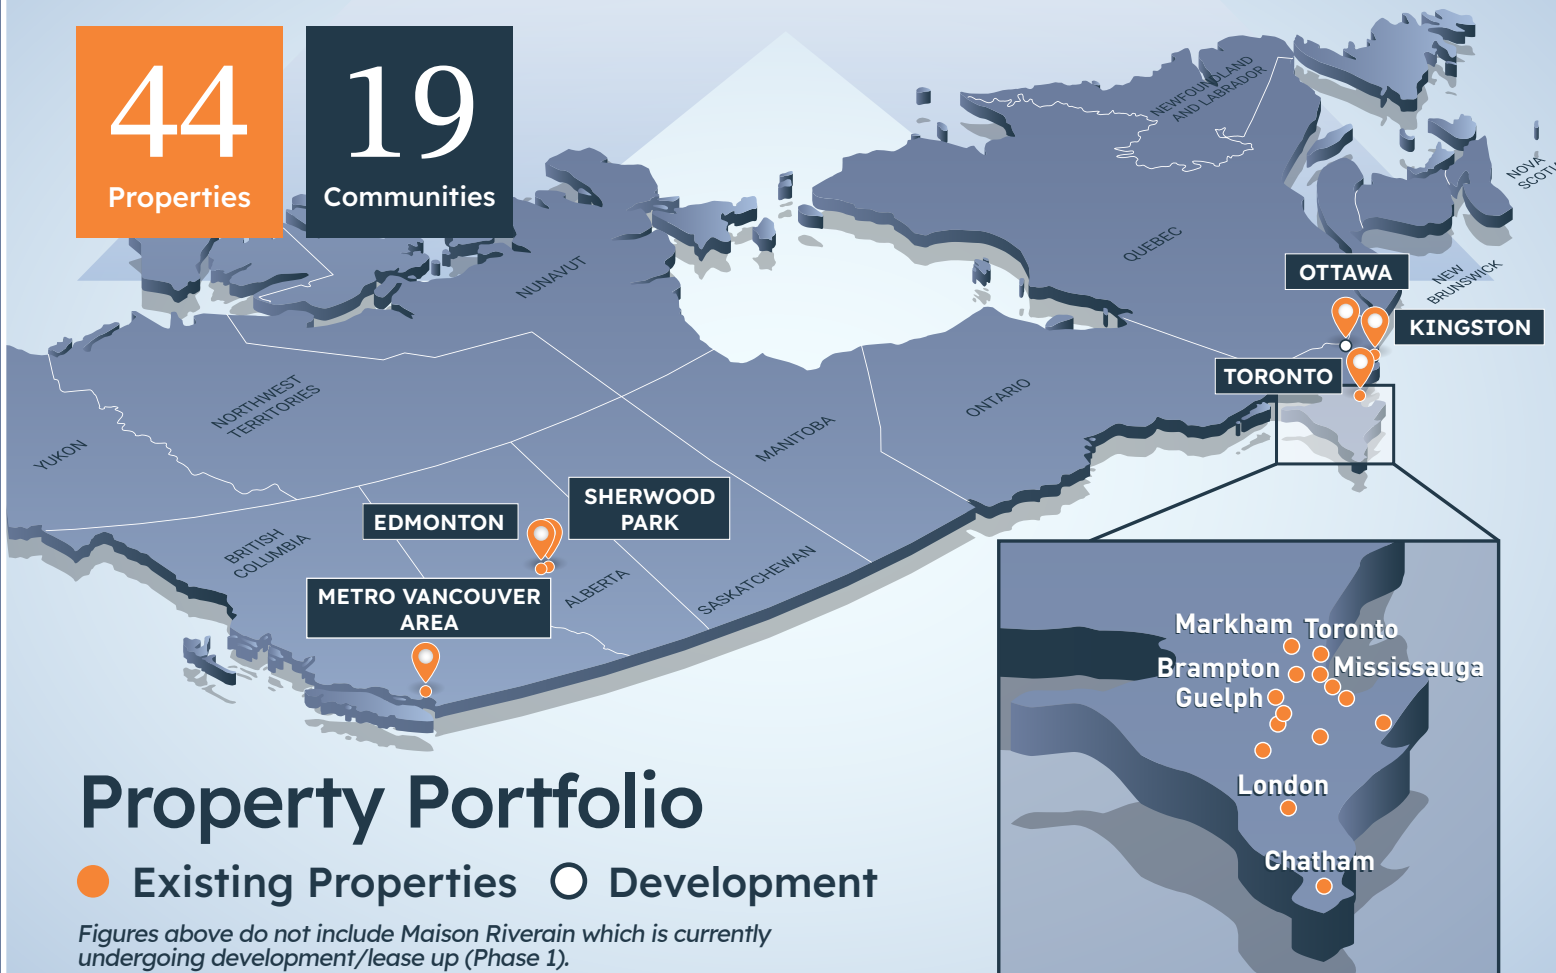 44
Properties
19
Communities
NEWFOUNDLAND
AND LABRADOR
NOVA
SCOTIA
QUEBEC
NUNAVUT
OTTAWA
NEW
BRUNSWICK
KINGSTON
TORONTO
NORTHWEST
TERRITORIES
ONTARIO
YUKON
MANITOBA
SHERWOOD
PARK
EDMONTON
BRITISH
COLUMBIA
METRO VANCOUVER
AREA
ALBERTA
SASKATCHEWAN
Markham
Toronto
Brampton
Mississauga
Guelph
London
Chatham
Property Portfolio
Existing Properties
Development
Figures above do not include Maison Riverain which is currently
undergoing development/lease up (Phase 1).